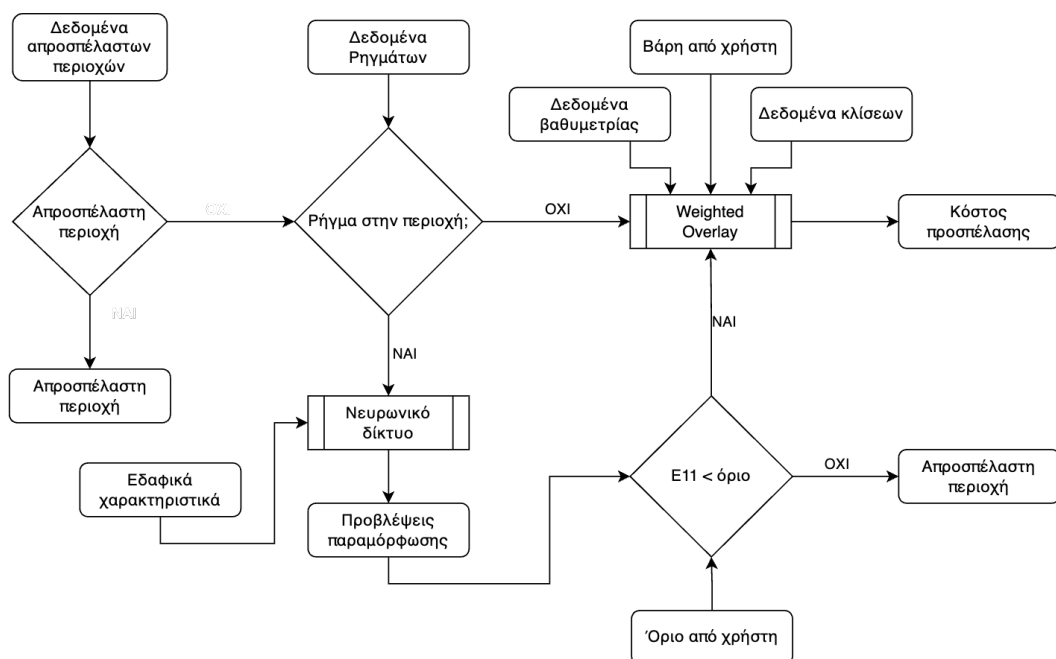 Δεδομένα
απροσπέλαστων
περιοχών
Δεδομένα
Ρηγμάτων
Βάρη από χρήστη
Δεδομένα
βαθυμετρίας
Δεδομένα κλίσεων
Απροσπέλαστη
περιοχή
ΟΧΙ
Ρήγμα στην περιοχή;
ΟΧΙ
Weighted
Overlay
Κόστος
προσπέλασης
ΝΑΙ
ΝΑΙ
ΝΑΙ
Απροσπέλαστη
περιοχή
Νευρωνικό
δίκτυο
Εδαφικά
χαρακτηριστικά
Προβλέψεις
παραμόρφωσης
E11 < όριο
ΟΧΙ
Απροσπέλαστη
περιοχή
Όριο από χρήστη